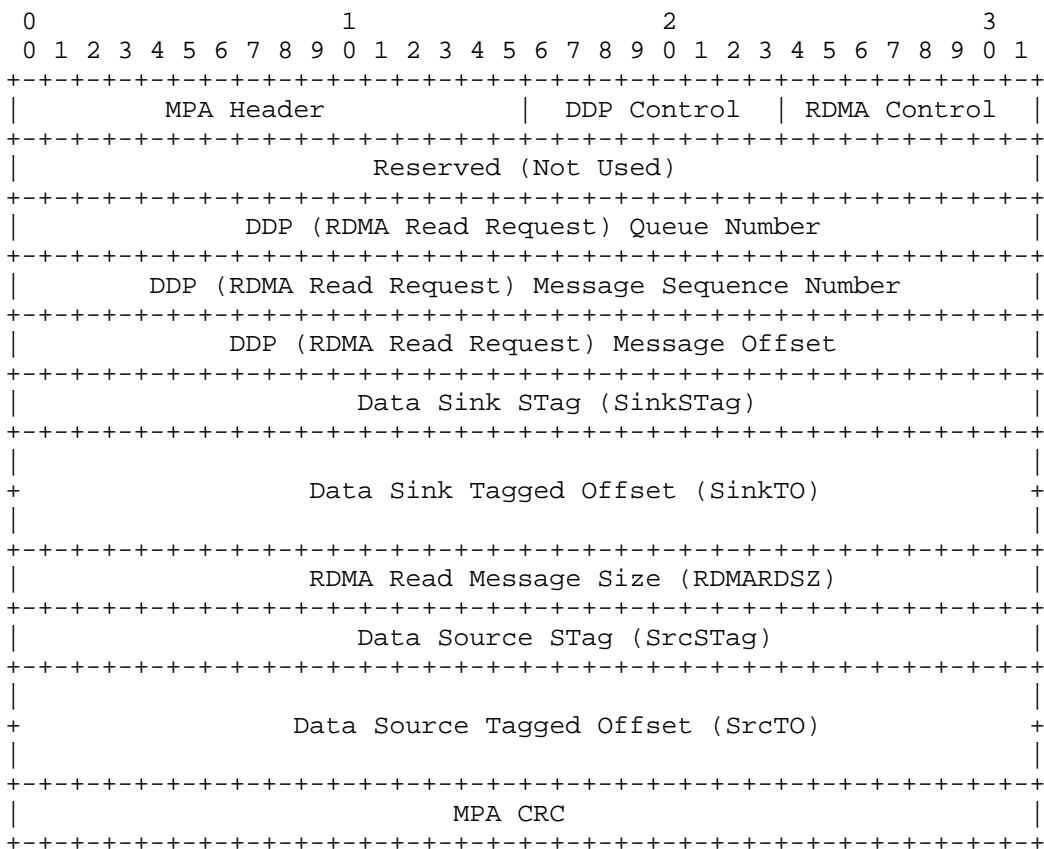 0                   1                   2                   3
 0 1 2 3 4 5 6 7 8 9 0 1 2 3 4 5 6 7 8 9 0 1 2 3 4 5 6 7 8 9 0 1
+-+-+-+-+-+-+-+-+-+-+-+-+-+-+-+-+-+-+-+-+-+-+-+-+-+-+-+-+-+-+-+-+
|         MPA Header            |  DDP Control  | RDMA Control  |
+-+-+-+-+-+-+-+-+-+-+-+-+-+-+-+-+-+-+-+-+-+-+-+-+-+-+-+-+-+-+-+-+
|                      Reserved (Not Used)                      |
+-+-+-+-+-+-+-+-+-+-+-+-+-+-+-+-+-+-+-+-+-+-+-+-+-+-+-+-+-+-+-+-+
|              DDP (RDMA Read Request) Queue Number             |
+-+-+-+-+-+-+-+-+-+-+-+-+-+-+-+-+-+-+-+-+-+-+-+-+-+-+-+-+-+-+-+-+
|        DDP (RDMA Read Request) Message Sequence Number        |
+-+-+-+-+-+-+-+-+-+-+-+-+-+-+-+-+-+-+-+-+-+-+-+-+-+-+-+-+-+-+-+-+
|             DDP (RDMA Read Request) Message Offset            |
+-+-+-+-+-+-+-+-+-+-+-+-+-+-+-+-+-+-+-+-+-+-+-+-+-+-+-+-+-+-+-+-+
|                     Data Sink STag (SinkSTag)                 |
+-+-+-+-+-+-+-+-+-+-+-+-+-+-+-+-+-+-+-+-+-+-+-+-+-+-+-+-+-+-+-+-+
|                                                               |
+                  Data Sink Tagged Offset (SinkTO)             +
|                                                               |
+-+-+-+-+-+-+-+-+-+-+-+-+-+-+-+-+-+-+-+-+-+-+-+-+-+-+-+-+-+-+-+-+
|                  RDMA Read Message Size (RDMARDSZ)            |
+-+-+-+-+-+-+-+-+-+-+-+-+-+-+-+-+-+-+-+-+-+-+-+-+-+-+-+-+-+-+-+-+
|                     Data Source STag (SrcSTag)                |
+-+-+-+-+-+-+-+-+-+-+-+-+-+-+-+-+-+-+-+-+-+-+-+-+-+-+-+-+-+-+-+-+
|                                                               |
+                 Data Source Tagged Offset (SrcTO)             +
|                                                               |
+-+-+-+-+-+-+-+-+-+-+-+-+-+-+-+-+-+-+-+-+-+-+-+-+-+-+-+-+-+-+-+-+
|                           MPA CRC                             |
+-+-+-+-+-+-+-+-+-+-+-+-+-+-+-+-+-+-+-+-+-+-+-+-+-+-+-+-+-+-+-+-+